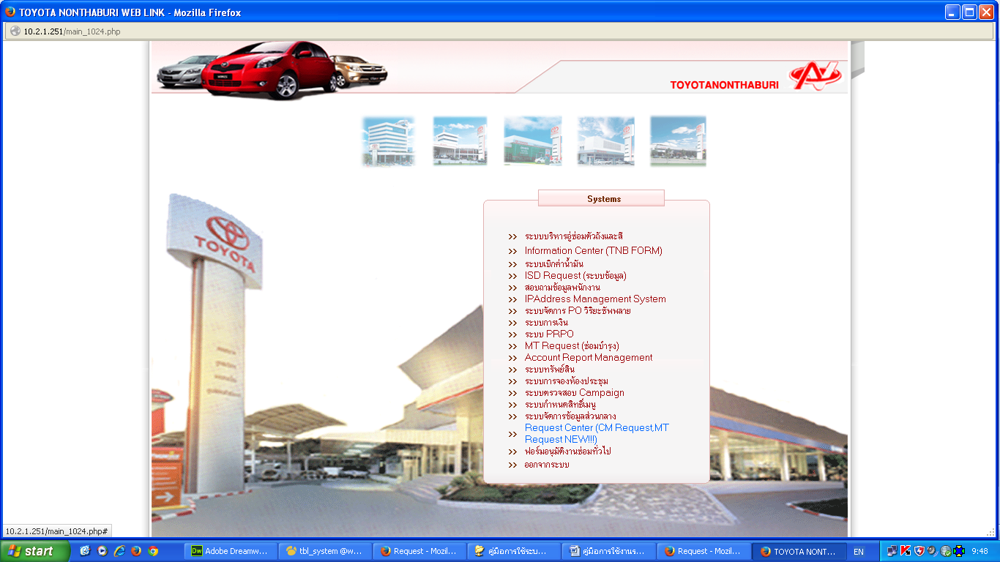 TOYOTA NONTHABURI WEB LINK - Mozilla Firefox
10.2.1.251/main_1024.php
TOYOTANONTHABURI
Systems
TOYOTA
>> ระบบบริหารอู่ซ่อมตัวถังและสี
>> Information Center (TNB FORM)
>> ระบบเบิกค่าน้ำมัน
>> ISD Request (ระบบข้อมูล)
>> สอบถามข้อมูลพนักงาน
>> IPAddress Management System
>> ระบบจัดการ PO วิริยะซัพพลาย
>> ระบบการเงิน
>> ระบบ PRPO
>> MT Request (ซ่อมบำรุง)
>> Account Report Management
>> ระบบทรัพย์สิน
>> ระบบการจองห้องประชุม
>> ระบบตรวจสอบ Campaign
>> ระบบกำหนดสิทธิ์เมนู
>> ระบบจัดการข้อมูลส่วนกลาง
>> Request Center (CM Request,MT
Request NEW!!!)
>> ฟอร์มอนุมัติงานซ่อมทั่วไป
>> ออกจากระบบ
10.2.1.251/main_1024.php#
start
Adobe Dreamw...
tbl_system @w...
Request - Mozil...
คู่มือการใช้ระบ...
คู่มือการใช้งานร...
Request - Mozil...
TOYOTA NONT...
EN
9:48